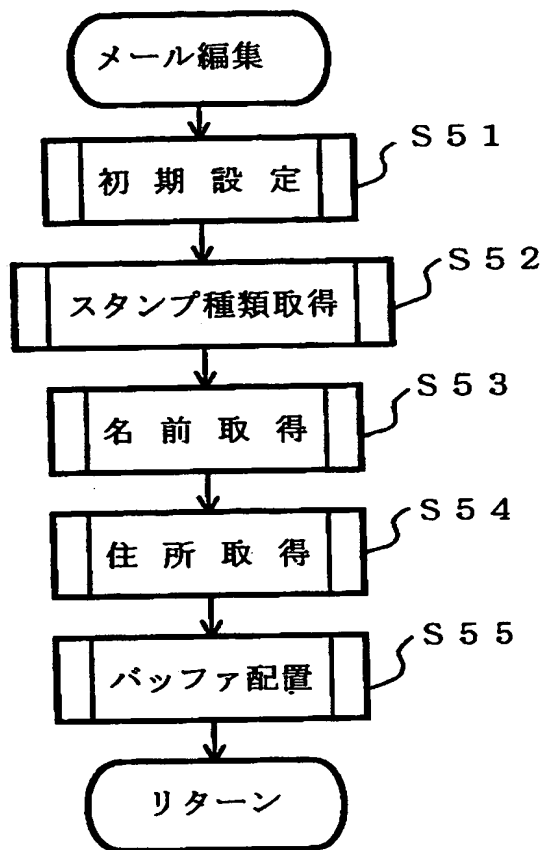 メール編集
S51
初期設定
S52
スタンプ種類取得
S53
名前取得
S54
住所取得
S55
バッファ配置
リターン